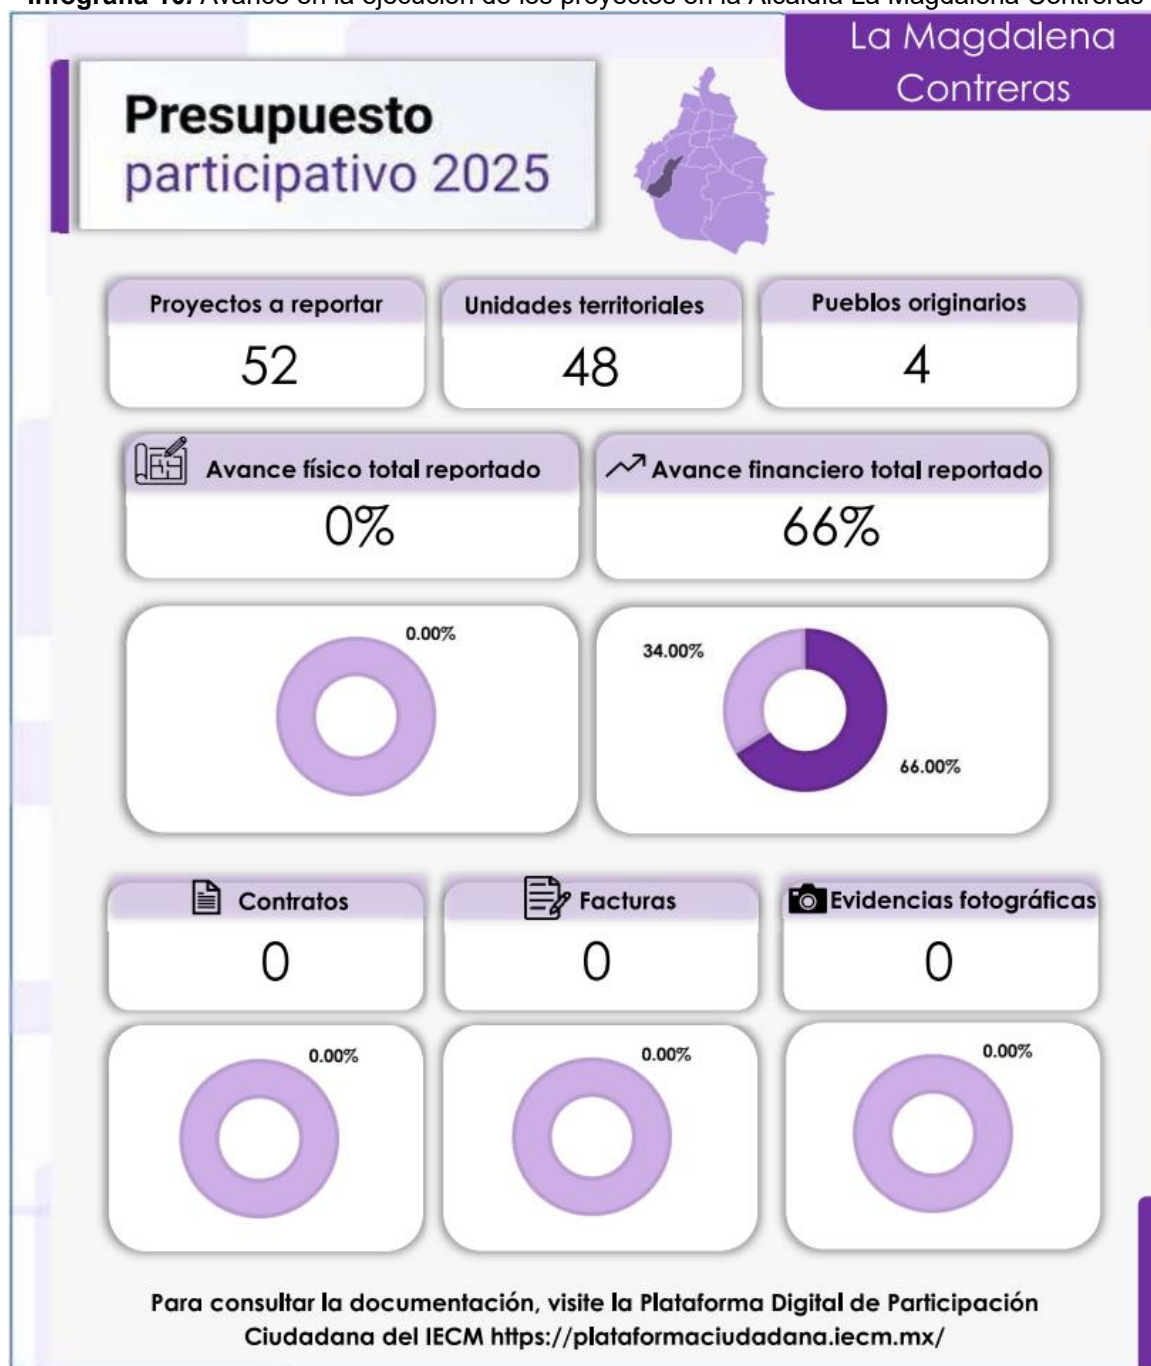 Infografía 10. Avance en la ejecución de los proyectos en la Alcaldía La Magdalena Contreras
La Magdalena
Contreras
Presupuesto
participativo 2025
Proyectos a reportar
52
Unidades territoriales
48
Pueblos originarios
4
Avance físico total reportado
0%
Avance financiero total reportado
66%
0.00%
34.00%
66.00%
Contratos
0
Facturas
0
Evidencias fotográficas
0
0.00%
0.00%
0.00%
Para consultar la documentación, visite la Plataforma Digital de Participación
Ciudadana del IECM https://plataformaciudadana.iecm.mx/